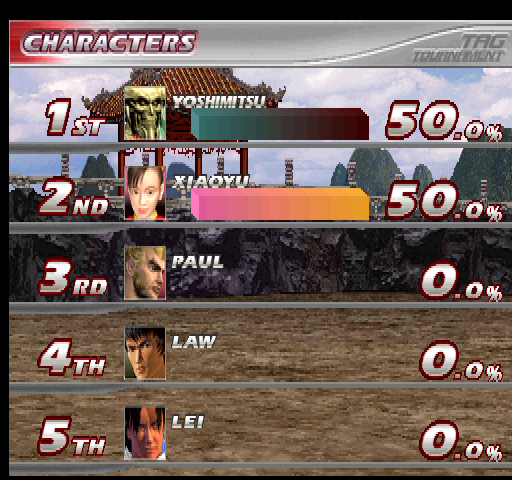 CHARACTERS
TAG
TOURNAMENT
1ST YOSHIMITSU 50.0%
2ND XIAOYU 50.0%
3RD PAUL 0.0%
4TH LAW 0.0%
5TH LEI 0.0%